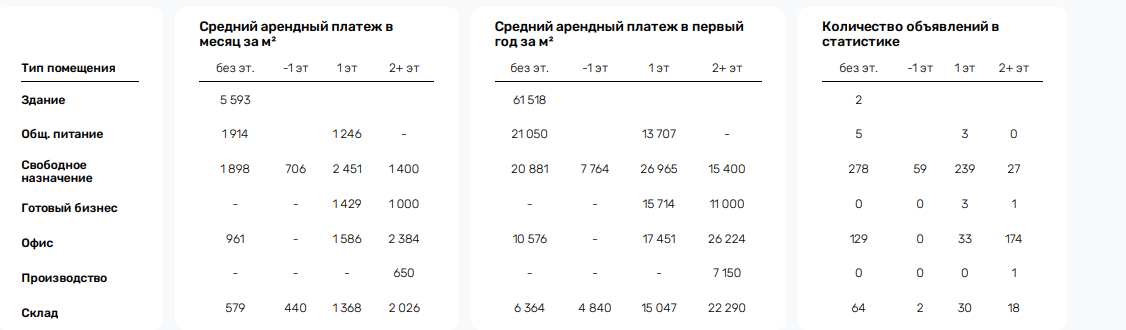 Средний арендный платеж в месяц за м²
Средний арендный платеж в первый год за м²
Количество объявлений в статистике
Тип помещения без эт. -1 эт 1 эт 2+ эт без эт. -1 эт 1 эт 2+ эт без эт. -1 эт 1 эт 2+ эт
Здание 5 593 61 518 2
Общ. питание 1 914 1 246 - 21 050 13 707 - 5 3 0
Свободное назначение 1 898 706 2 451 1 400 20 881 7 764 26 965 15 400 278 59 239 27
Готовый бизнес - - 1 429 1 000 - - 15 714 11 000 0 0 3 1
Офис 961 - 1 586 2 384 10 576 - 17 451 26 224 129 0 33 174
Производство - - - 650 - - - 7 150 0 0 0 1
Склад 579 440 1 368 2 026 6 364 4 840 15 047 22 290 64 2 30 18